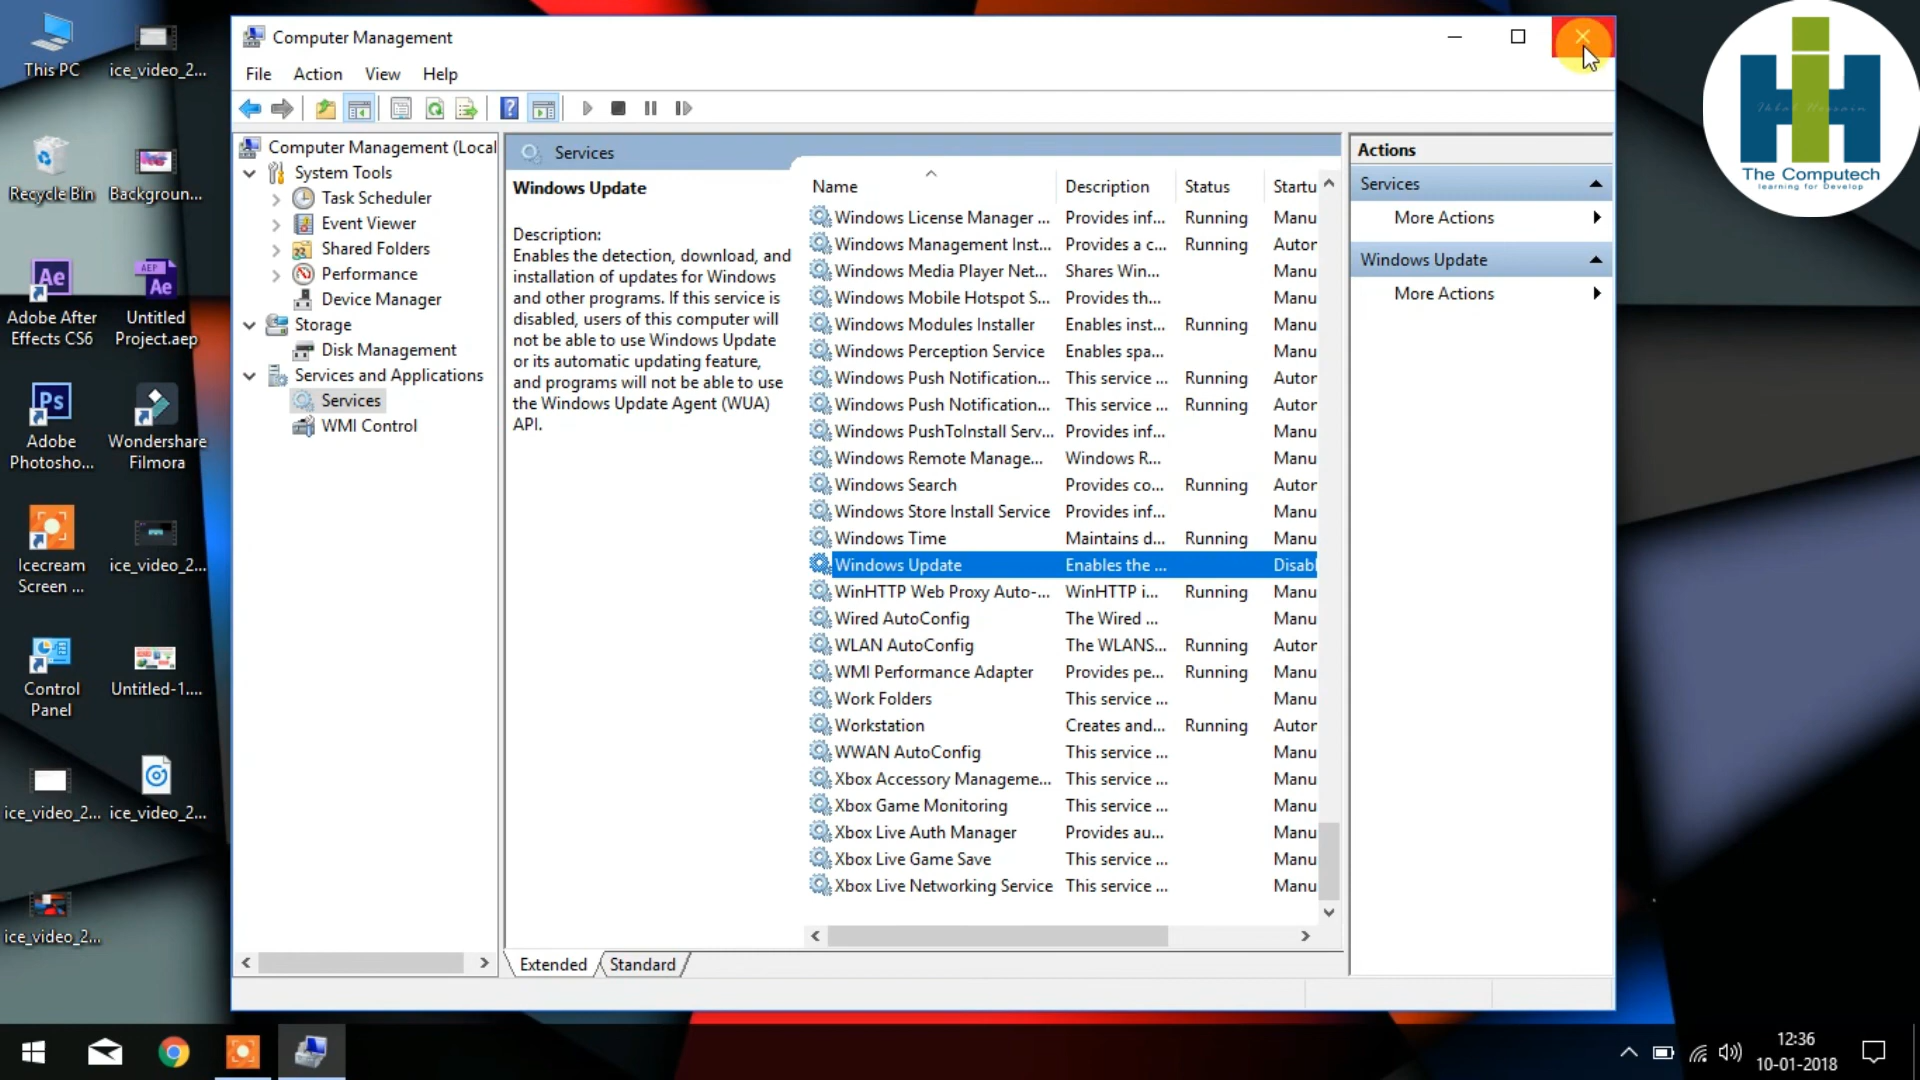 This PC
ice_video_2...
Recycle Bin
Backgroun...
Adobe After
Effects CS6
Untitled
Project.aep
Adobe
Photosho...
Wondershare
Filmora
Icecream
Screen ...
ice_video_2...
Control
Panel
Untitled-1....
ice_video_2...
ice_video_2...
ice_video_2...
Computer Management
File Action View Help
Computer Management (Local
System Tools
Task Scheduler
Event Viewer
Shared Folders
Performance
Device Manager
Storage
Disk Management
Services and Applications
Services
WMI Control
Services
Windows Update
Description:
Enables the detection, download, and
installation of updates for Windows
and other programs. If this service is
disabled, users of this computer will
not be able to use Windows Update
or its automatic updating feature,
and programs will not be able to use
the Windows Update Agent (WUA)
API.
Name Description Status Startu
Windows License Manager ... Provides inf... Running Manu
Windows Management Inst... Provides a c... Running Autor
Windows Media Player Net... Shares Win... Manu
Windows Mobile Hotspot S... Provides th... Manu
Windows Modules Installer Enables inst... Running Manu
Windows Perception Service Enables spa... Manu
Windows Push Notification... This service ... Running Autor
Windows Push Notification... This service ... Running Autor
Windows PushToInstall Serv... Provides inf... Manu
Windows Remote Manage... Windows R... Manu
Windows Search Provides co... Running Autor
Windows Store Install Service Provides inf... Manu
Windows Time Maintains d... Running Manu
Windows Update Enables the ... Disabl
WinHTTP Web Proxy Auto-... WinHTTP i... Running Manu
Wired AutoConfig The Wired ... Manu
WLAN AutoConfig The WLANS... Running Autor
WMI Performance Adapter Provides pe... Running Manu
Work Folders This service ... Manu
Workstation Creates and... Running Autor
WWAN AutoConfig This service ... Manu
Xbox Accessory Manageme... This service ... Manu
Xbox Game Monitoring This service ... Manu
Xbox Live Auth Manager Provides au... Manu
Xbox Live Game Save This service ... Manu
Xbox Live Networking Service This service ... Manu
Extended Standard
Actions
Services
More Actions
Windows Update
More Actions
Ikbal Hossain
The Computech
learning for Develop
Ae
AEP
Ae
Ps
12:36
10-01-2018